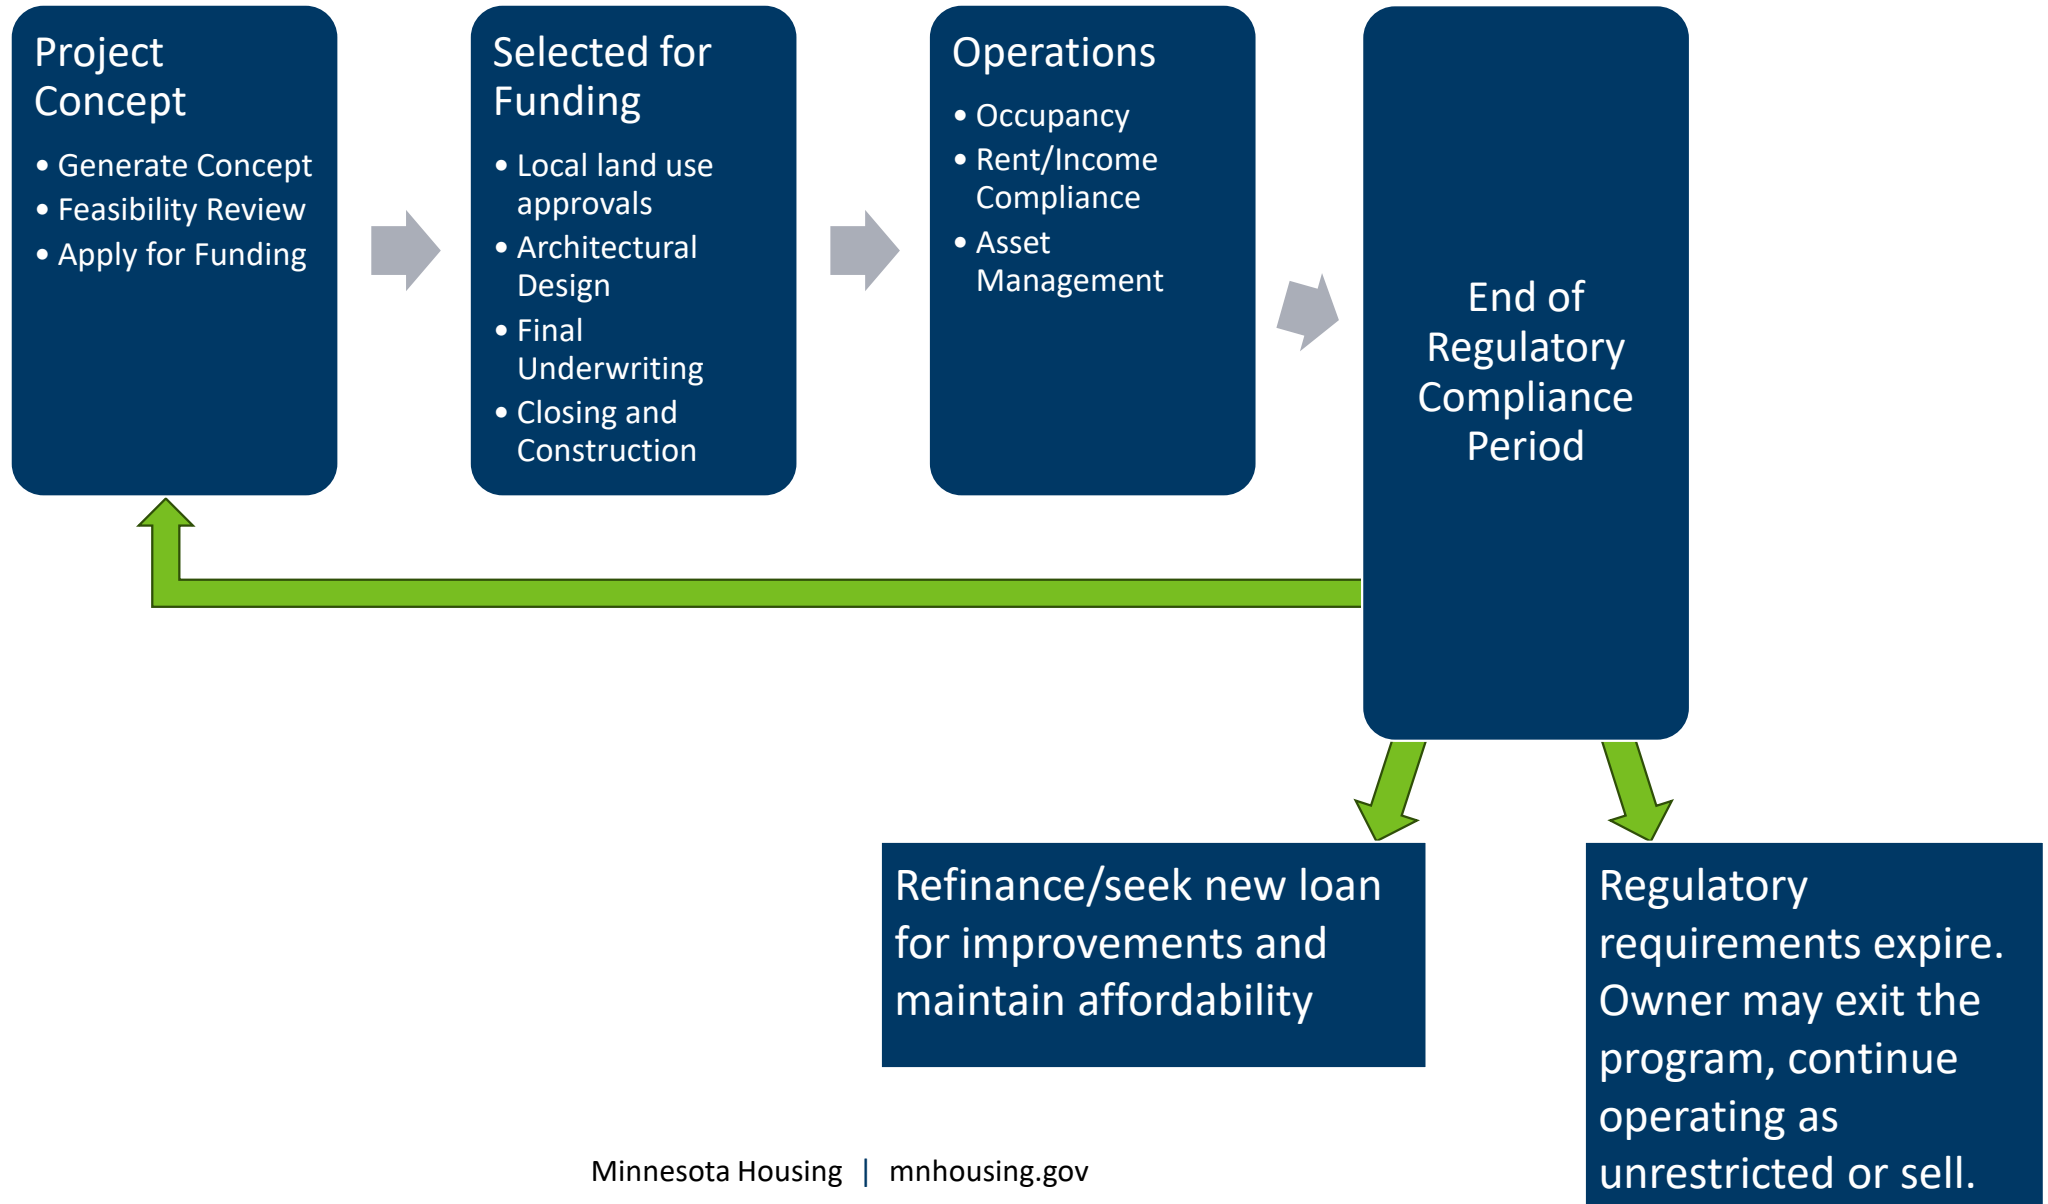 Project
Concept
• Generate Concept
• Feasibility Review
• Apply for Funding
Selected for
Funding
• Local land use
approvals
• Architectural
Design
• Final
Underwriting
• Closing and
Construction
Operations
• Occupancy
• Rent/Income
Compliance
• Asset
Management
End of
Regulatory
Compliance
Period
Refinance/seek new loan
for improvements and
maintain affordability
Regulatory
requirements expire.
Owner may exit the
program, continue
operating as
unrestricted or sell.
Minnesota Housing | mnhousing.gov